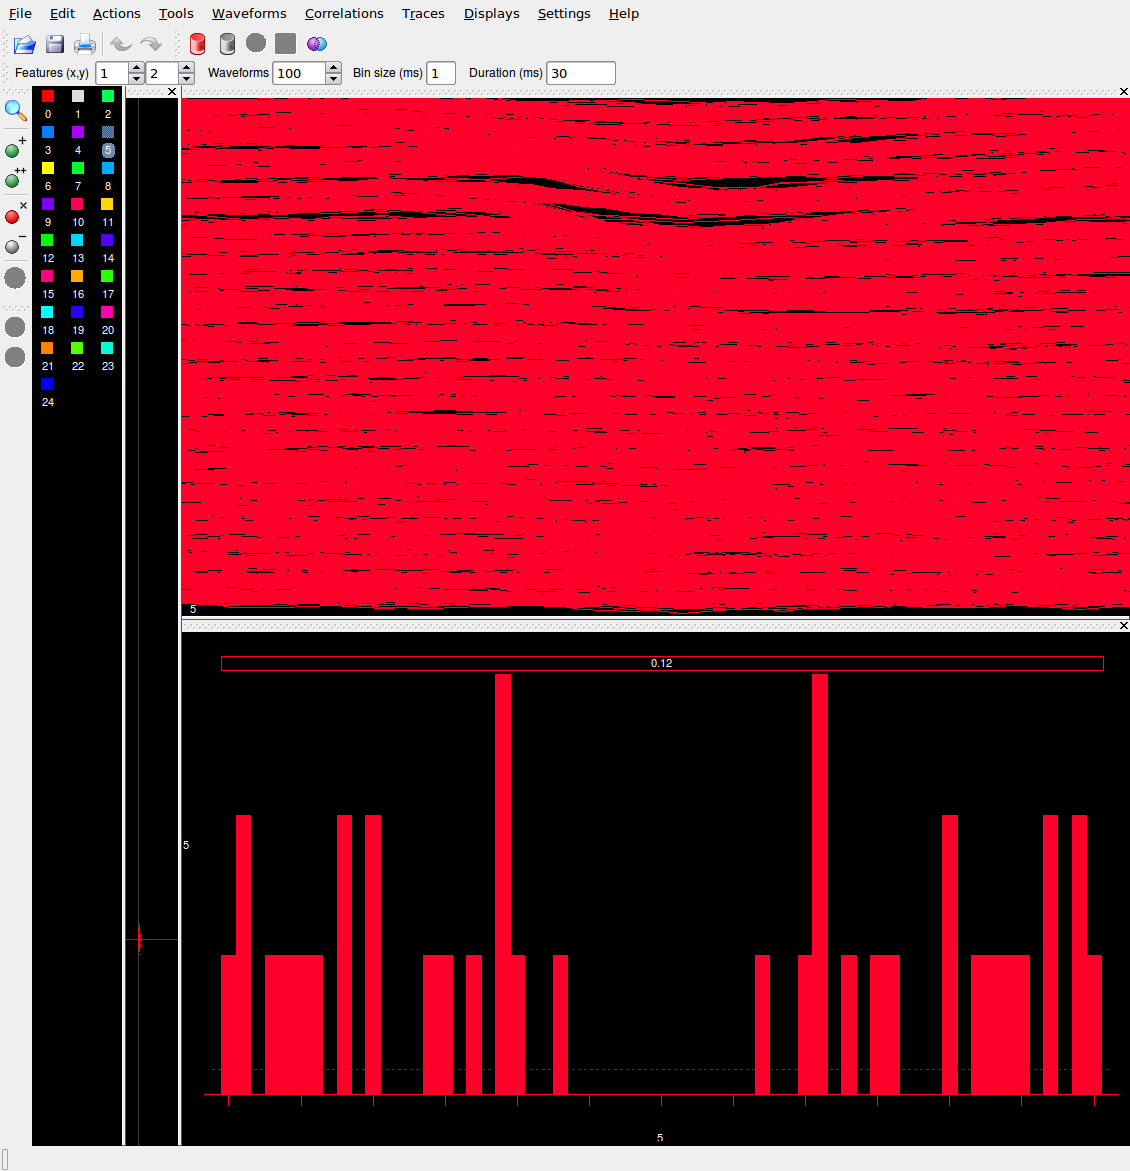 File Edit Actions Tools Waveforms Correlations Traces Displays Settings Help
Features (x,y) 1 2 Waveforms 100 Bin size (ms) 1 Duration (ms) 30
0 1 2
3 4 5
6 7 8
9 10 11
12 13 14
15 16 17
18 19 20
21 22 23
24
5
0.12
5
5